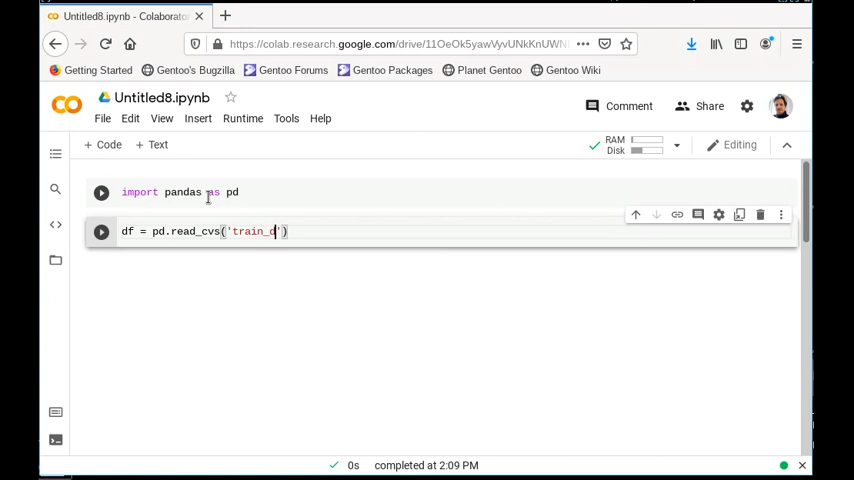 Untitled8.ipynb - Colaborato
https://colab.research.google.com/drive/11OeOk5yawVyvUNkKnUWN
Getting Started Gentoo's Bugzilla Gentoo Forums Gentoo Packages Planet Gentoo Gentoo Wiki
Untitled8.ipynb
Comment Share
File Edit View Insert Runtime Tools Help
+ Code + Text
RAM
Disk
Editing
import pandas as pd
df = pd.read_cvs('train_d')
0s completed at 2:09 PM